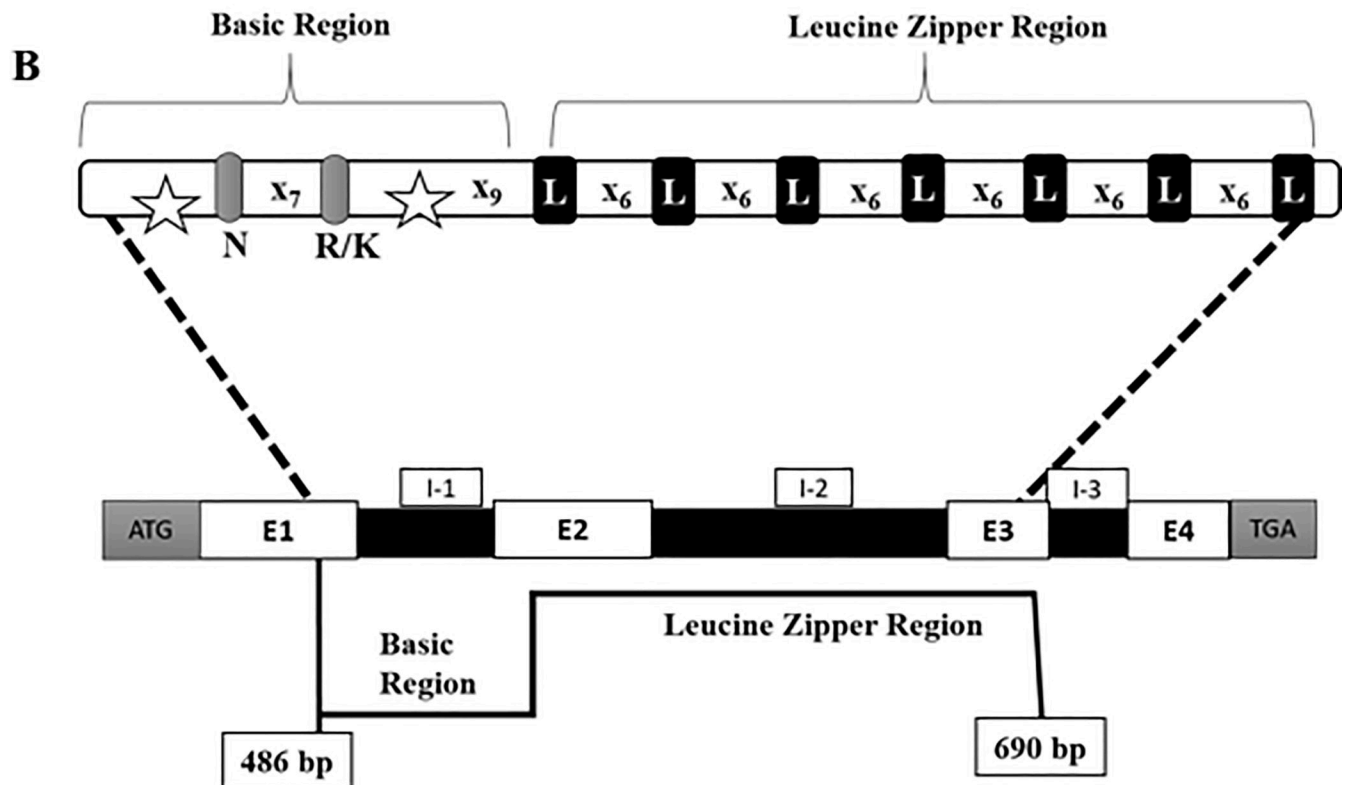 Basic Region
Leucine Zipper Region
B
x7 x9 L x6 L x6 L x6 L x6 L x6 L x6 L
N R/K
I-1 I-2 I-3
ATG E1 E2 E3 E4 TGA
Basic
Region
Leucine Zipper Region
486 bp
690 bp